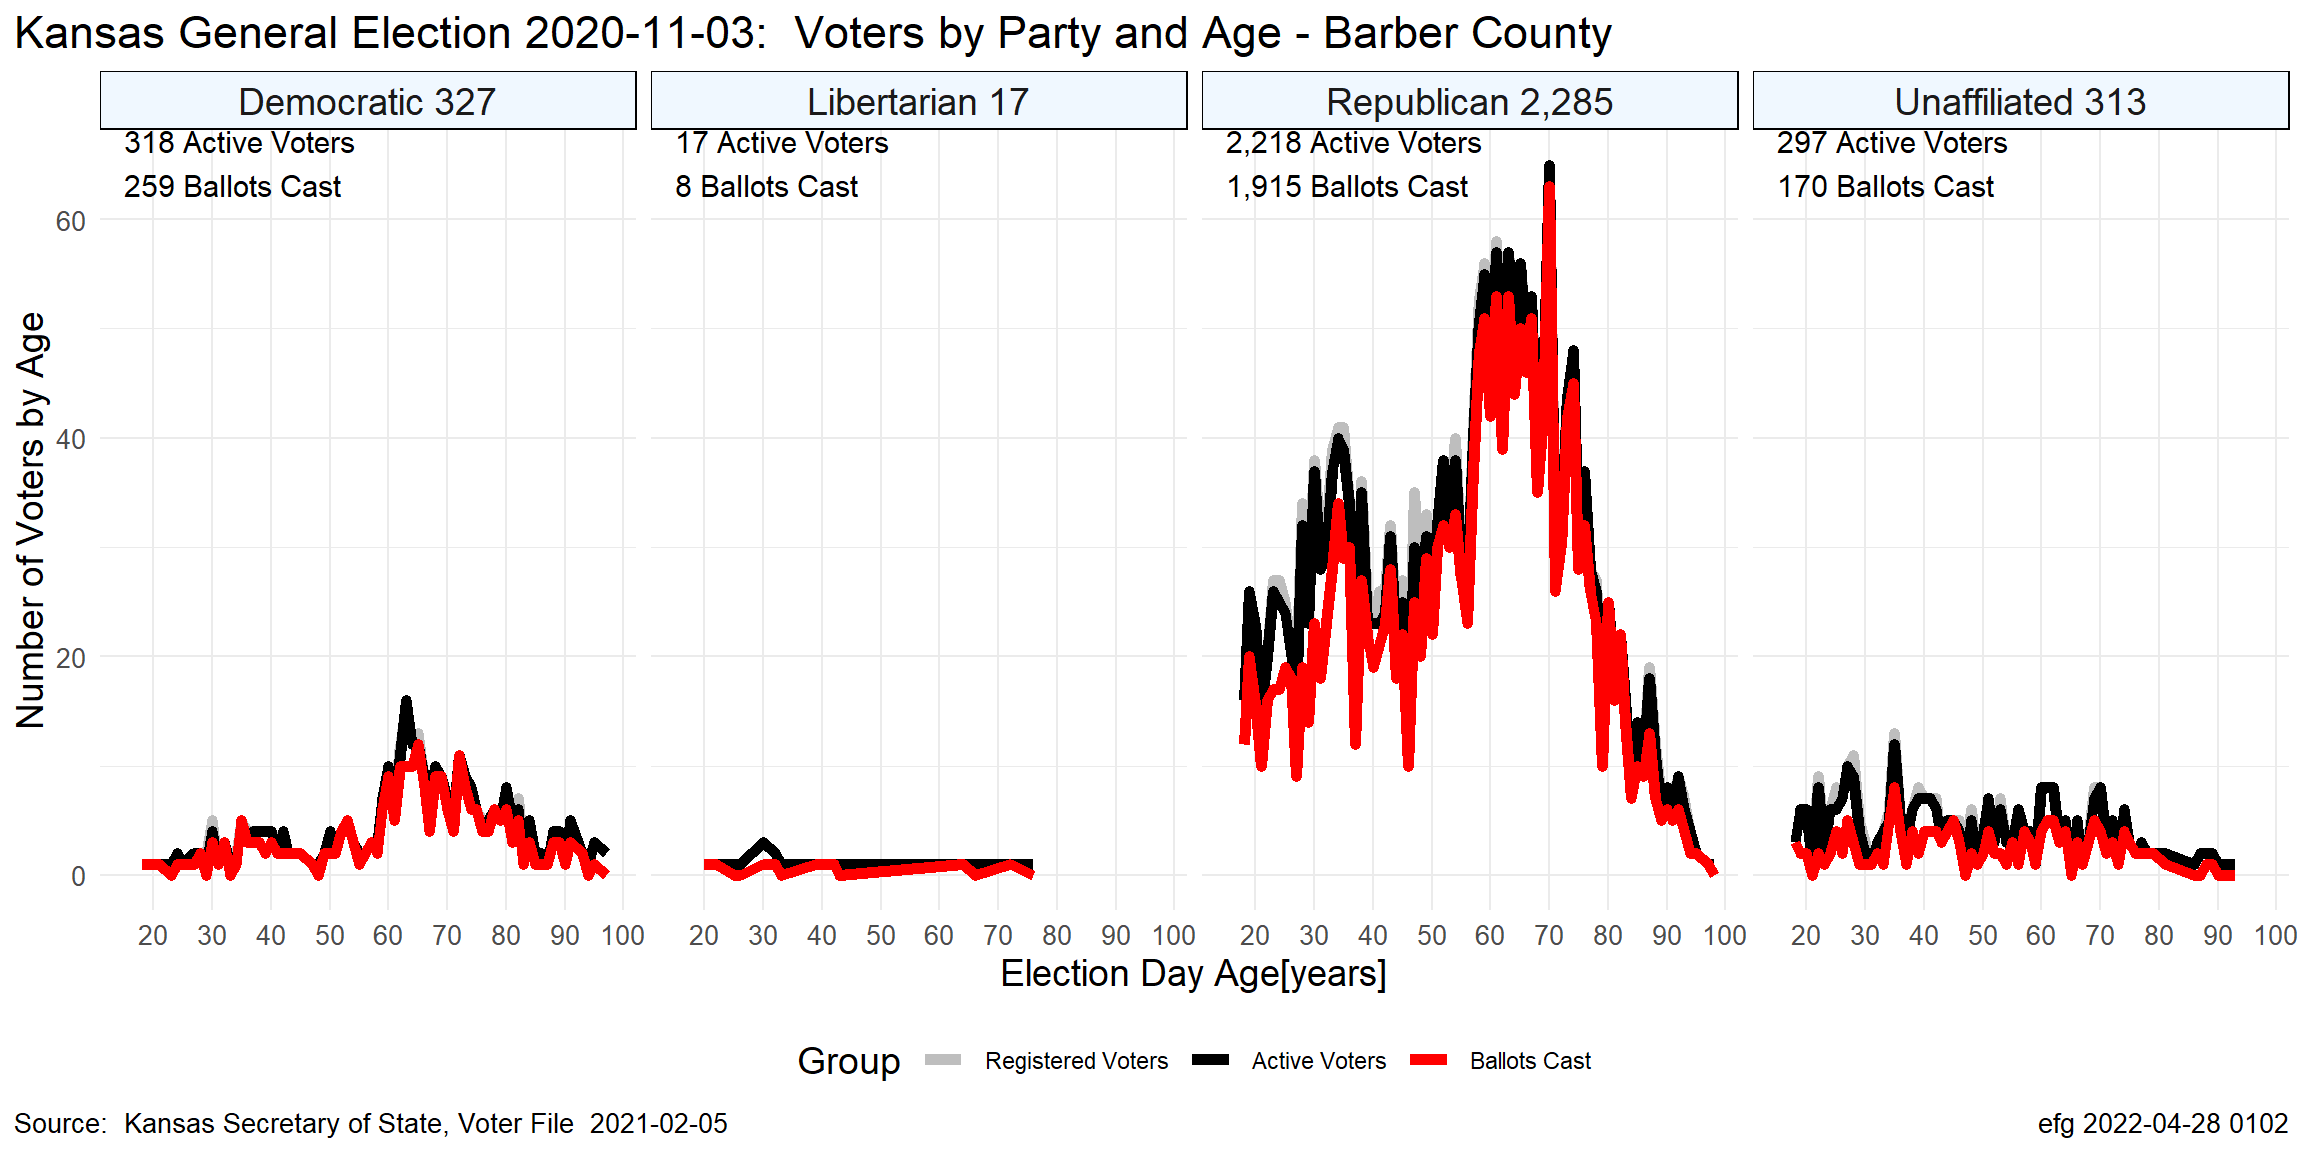 Kansas General Election 2020-11-03:  Voters by Party and Age - Barber County
Democratic 327
Libertarian 17
Republican 2,285
Unaffiliated 313
318 Active Voters
259 Ballots Cast
17 Active Voters
8 Ballots Cast
2,218 Active Voters
1,915 Ballots Cast
297 Active Voters
170 Ballots Cast
Number of Voters by Age
60
40
20
0
20 30 40 50 60 70 80 90 100
20 30 40 50 60 70 80 90 100
20 30 40 50 60 70 80 90 100
20 30 40 50 60 70 80 90 100
Election Day Age[years]
Group Registered Voters Active Voters Ballots Cast
Source:  Kansas Secretary of State, Voter File  2021-02-05
efg 2022-04-28 0102